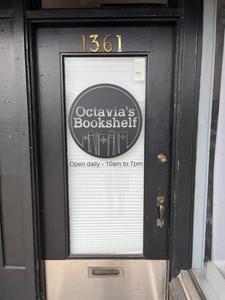 1361
Octavia's
Bookshelf
Open daily - 10am to 7pm